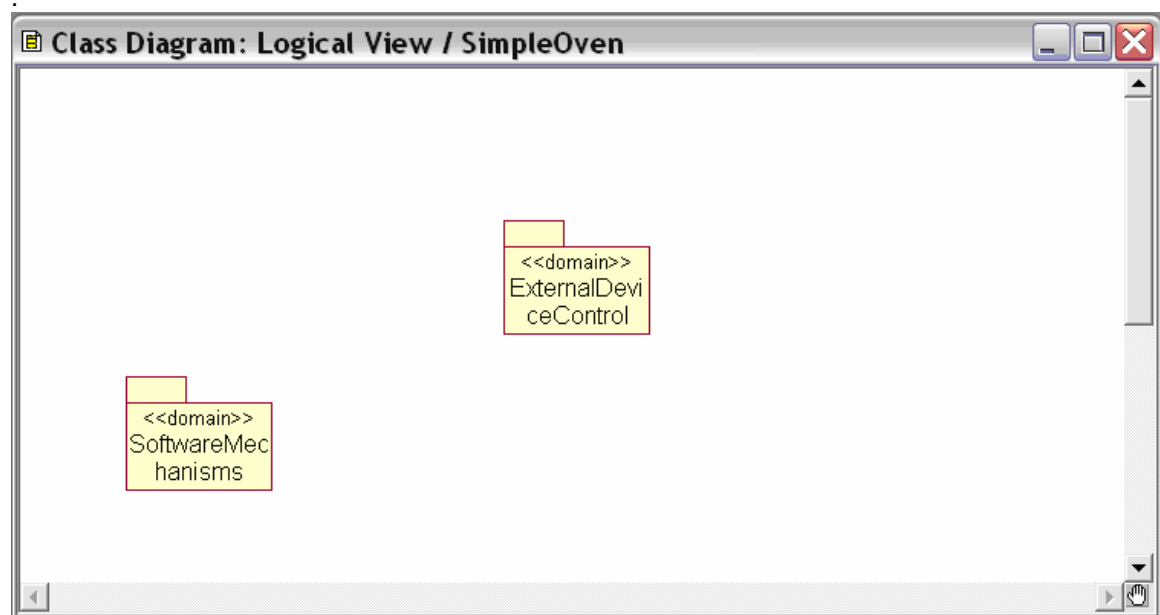 .
Class Diagram: Logical View / SimpleOven
<<domain>>
ExternalDevi
ceControl
<<domain>>
SoftwareMec
hanisms